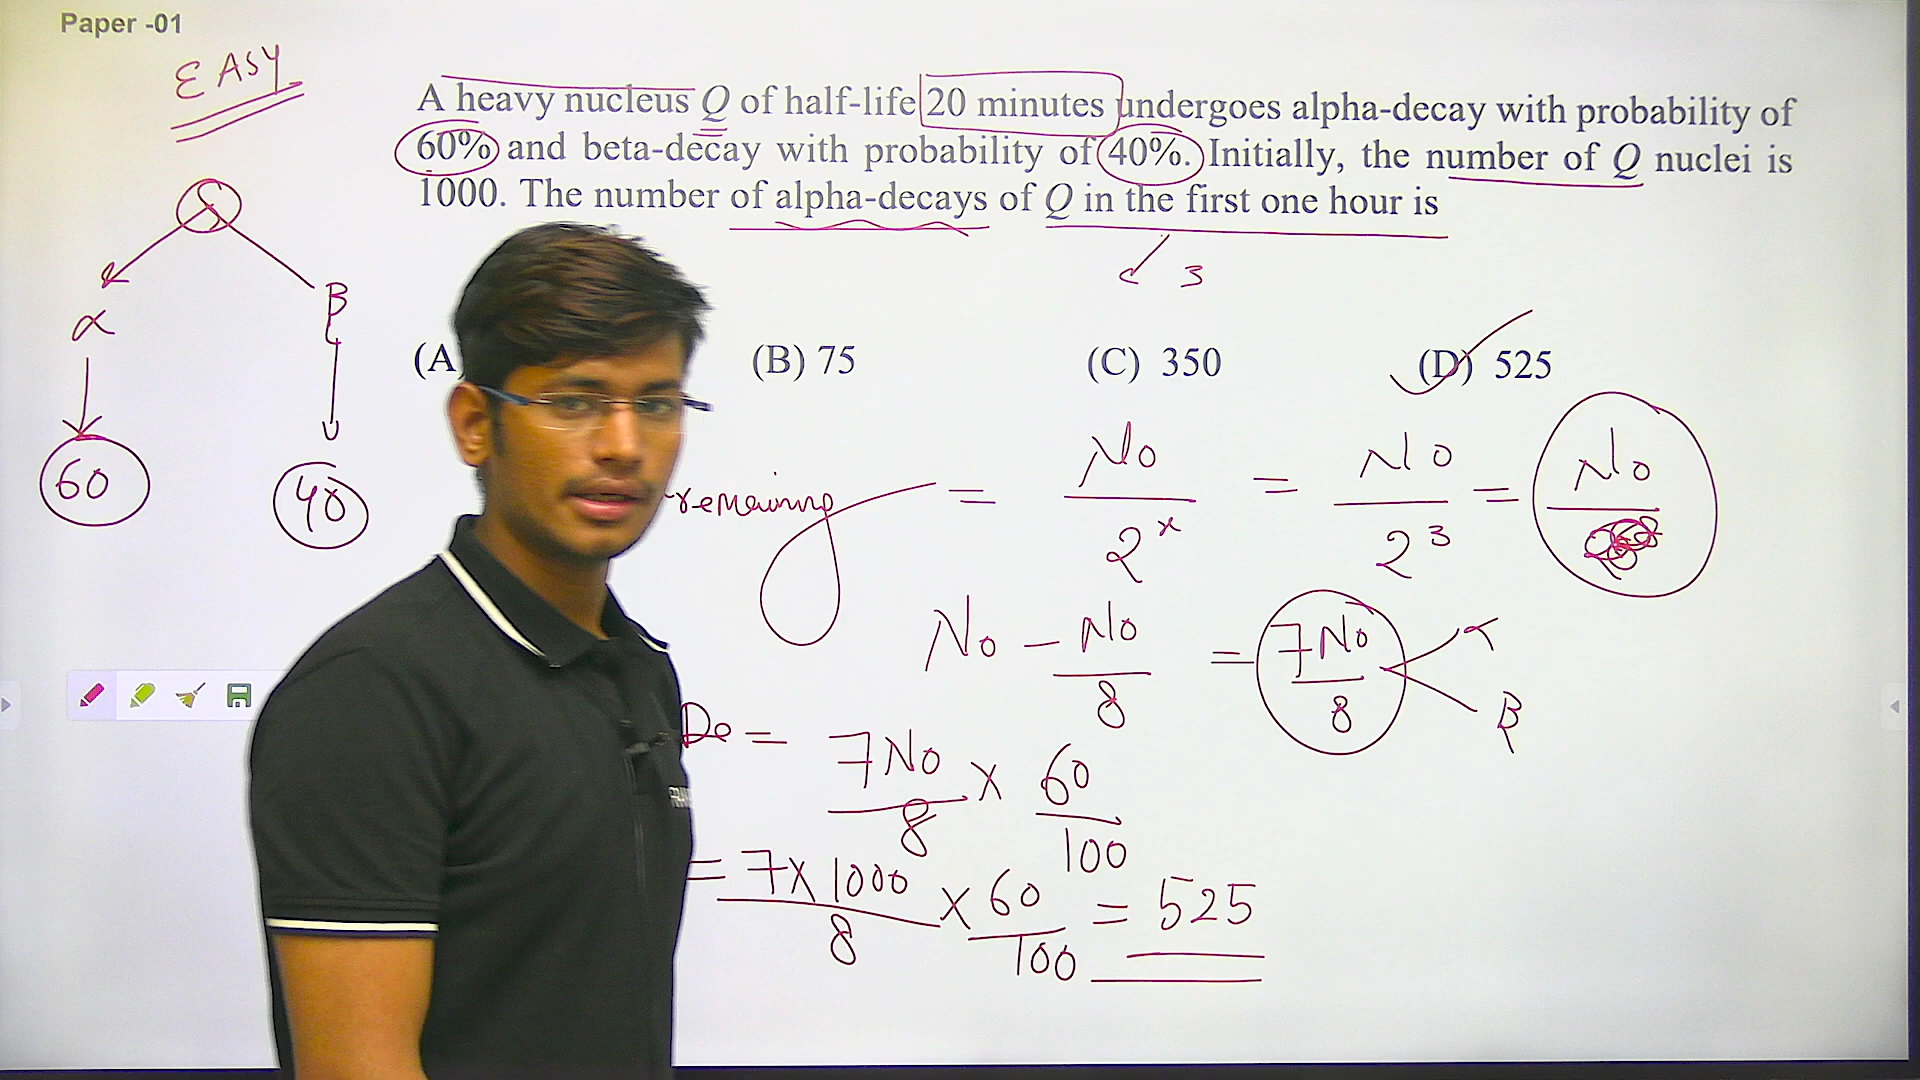 Paper -01
EASY
A heavy nucleus Q of half-life 20 minutes undergoes alpha-decay with probability of
60% and beta-decay with probability of 40%. Initially, the number of Q nuclei is
1000. The number of alpha-decays of Q in the first one hour is
3
α
β
60
40
(A
(B) 75
(C) 350
(D) 525
remaining = No/2^x = No/2^3 = No/
No - No/8 = 7No/8
α
β
De = 7No/8 x 60/100
= 7x1000/8 x 60/100 = 525